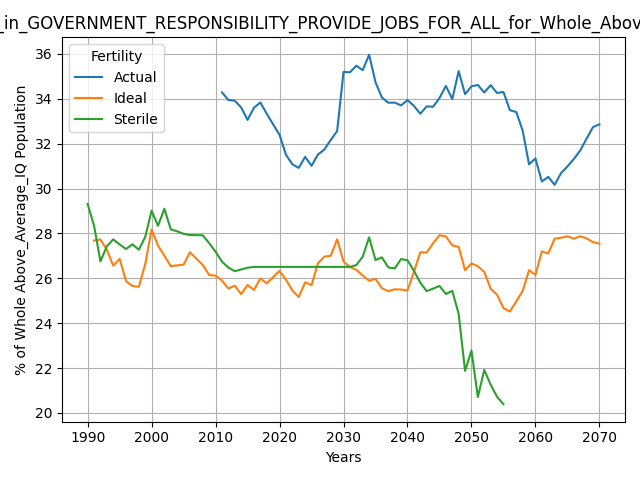 _in_GOVERNMENT_RESPONSIBILITY_PROVIDE_JOBS_FOR_ALL_for_Whole_Abov
Fertility
Actual
Ideal
Sterile
% of Whole Above_Average_IQ Population
36
34
32
30
28
26
24
22
20
1990 2000 2010 2020 2030 2040 2050 2060 2070
Years